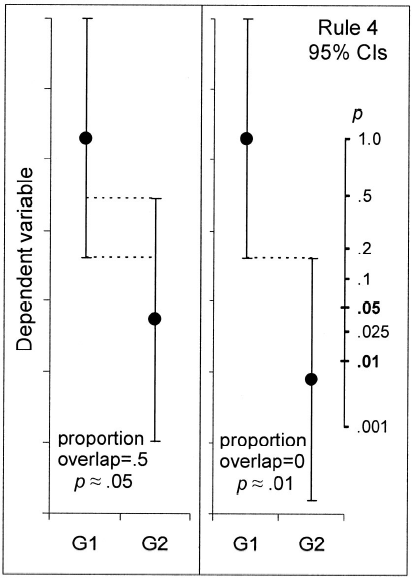 Dependent variable
proportion
overlap=.5
p ≈ .05
G1 G2
Rule 4
95% CIs
p
1.0
.5
.2
.1
.05
.025
.01
.001
proportion
overlap=0
p ≈ .01
G1 G2